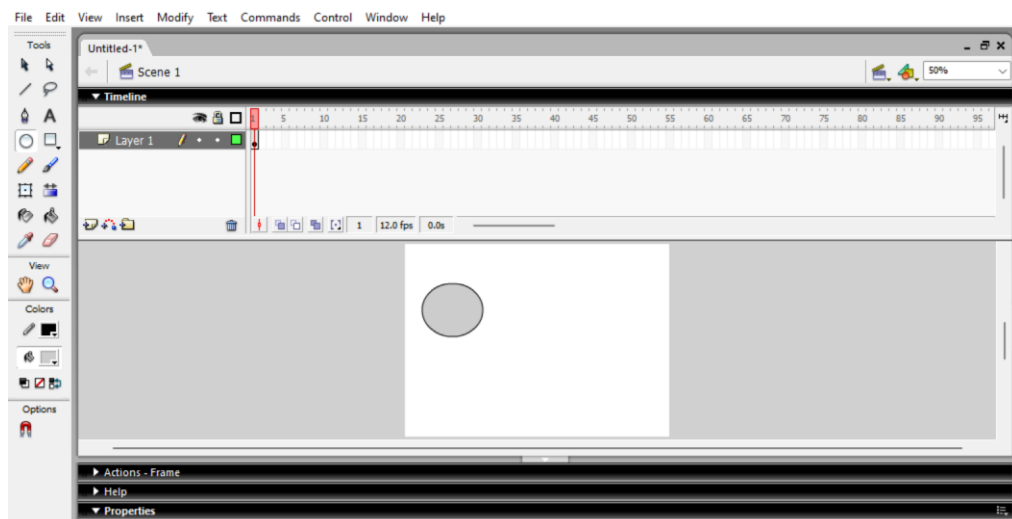 File Edit View Insert Modify Text Commands Control Window Help
Tools
Untitled-1*
Scene 1
50%
Timeline
1 5 10 15 20 25 30 35 40 45 50 55 60 65 70 75 80 85 90 95
A
Layer 1
1 12.0 fps 0.0s
View
Colors
Options
Actions - Frame
Help
Properties